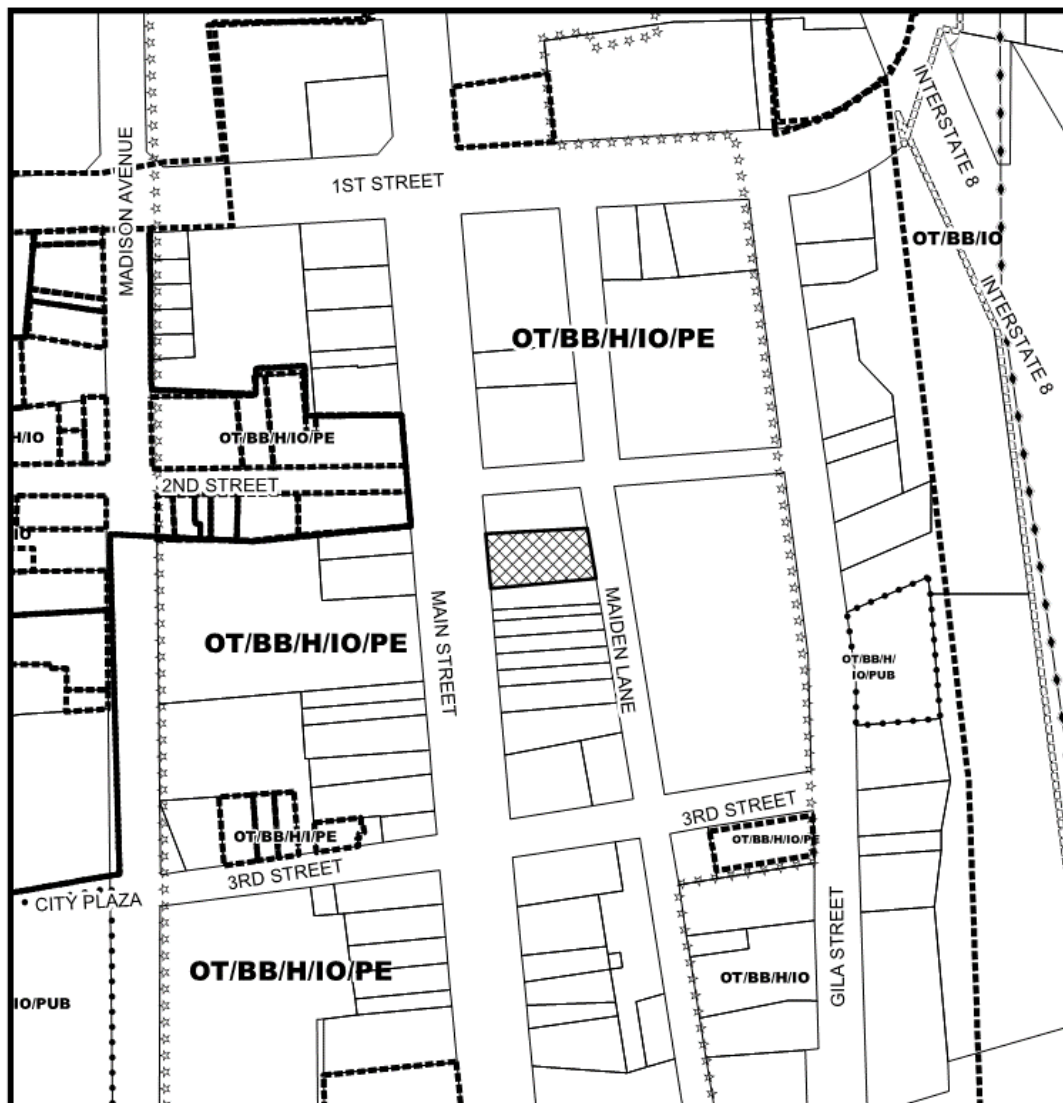 MADISON AVENUE
1ST STREET
INTERSTATE 8
OT/BB/IO
INTERSTATE 8
OT/BB/H/IO/PE
H/IO
OT/BB/H/IO/PE
2ND STREET
IO
MAIN STREET
MAIDEN LANE
OT/BB/H/IO/PE
OT/BB/H/
IO/PUB
3RD STREET
OT/BB/H/I/PE
OT/BB/H/IO/PE
3RD STREET
CITY PLAZA
GILA STREET
OT/BB/H/IO/PE
OT/BB/H/IO
IO/PUB